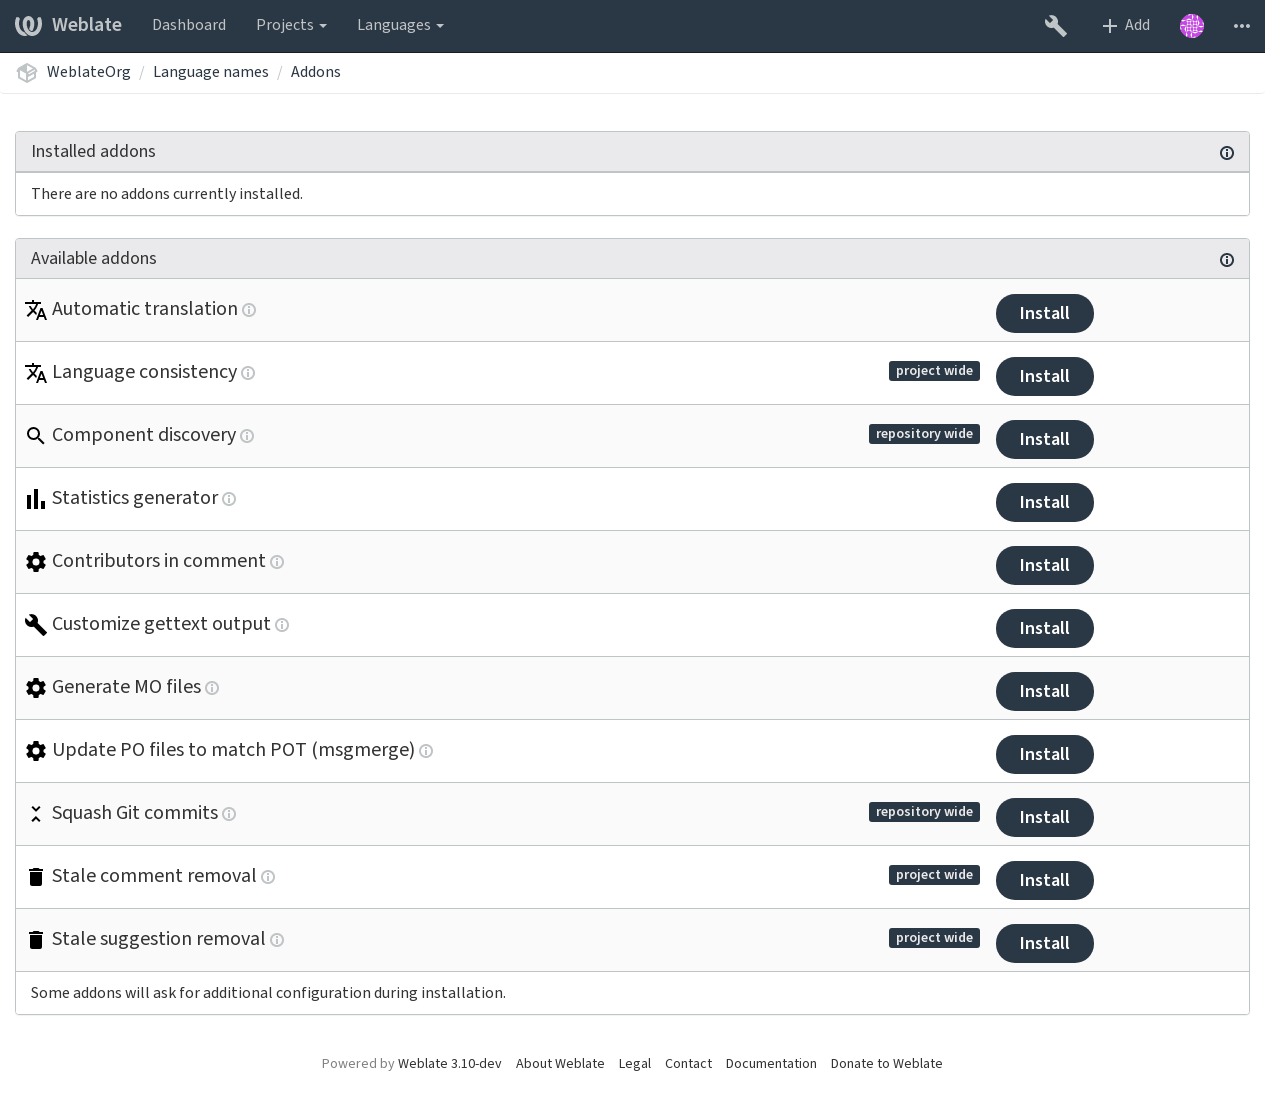 Weblate Dashboard Projects Languages Add
WeblateOrg / Language names / Addons
Installed addons
There are no addons currently installed.
Available addons
Automatic translation Install
Language consistency project wide Install
Component discovery repository wide Install
Statistics generator Install
Contributors in comment Install
Customize gettext output Install
Generate MO files Install
Update PO files to match POT (msgmerge) Install
Squash Git commits repository wide Install
Stale comment removal project wide Install
Stale suggestion removal project wide Install
Some addons will ask for additional configuration during installation.
Powered by Weblate 3.10-dev About Weblate Legal Contact Documentation Donate to Weblate